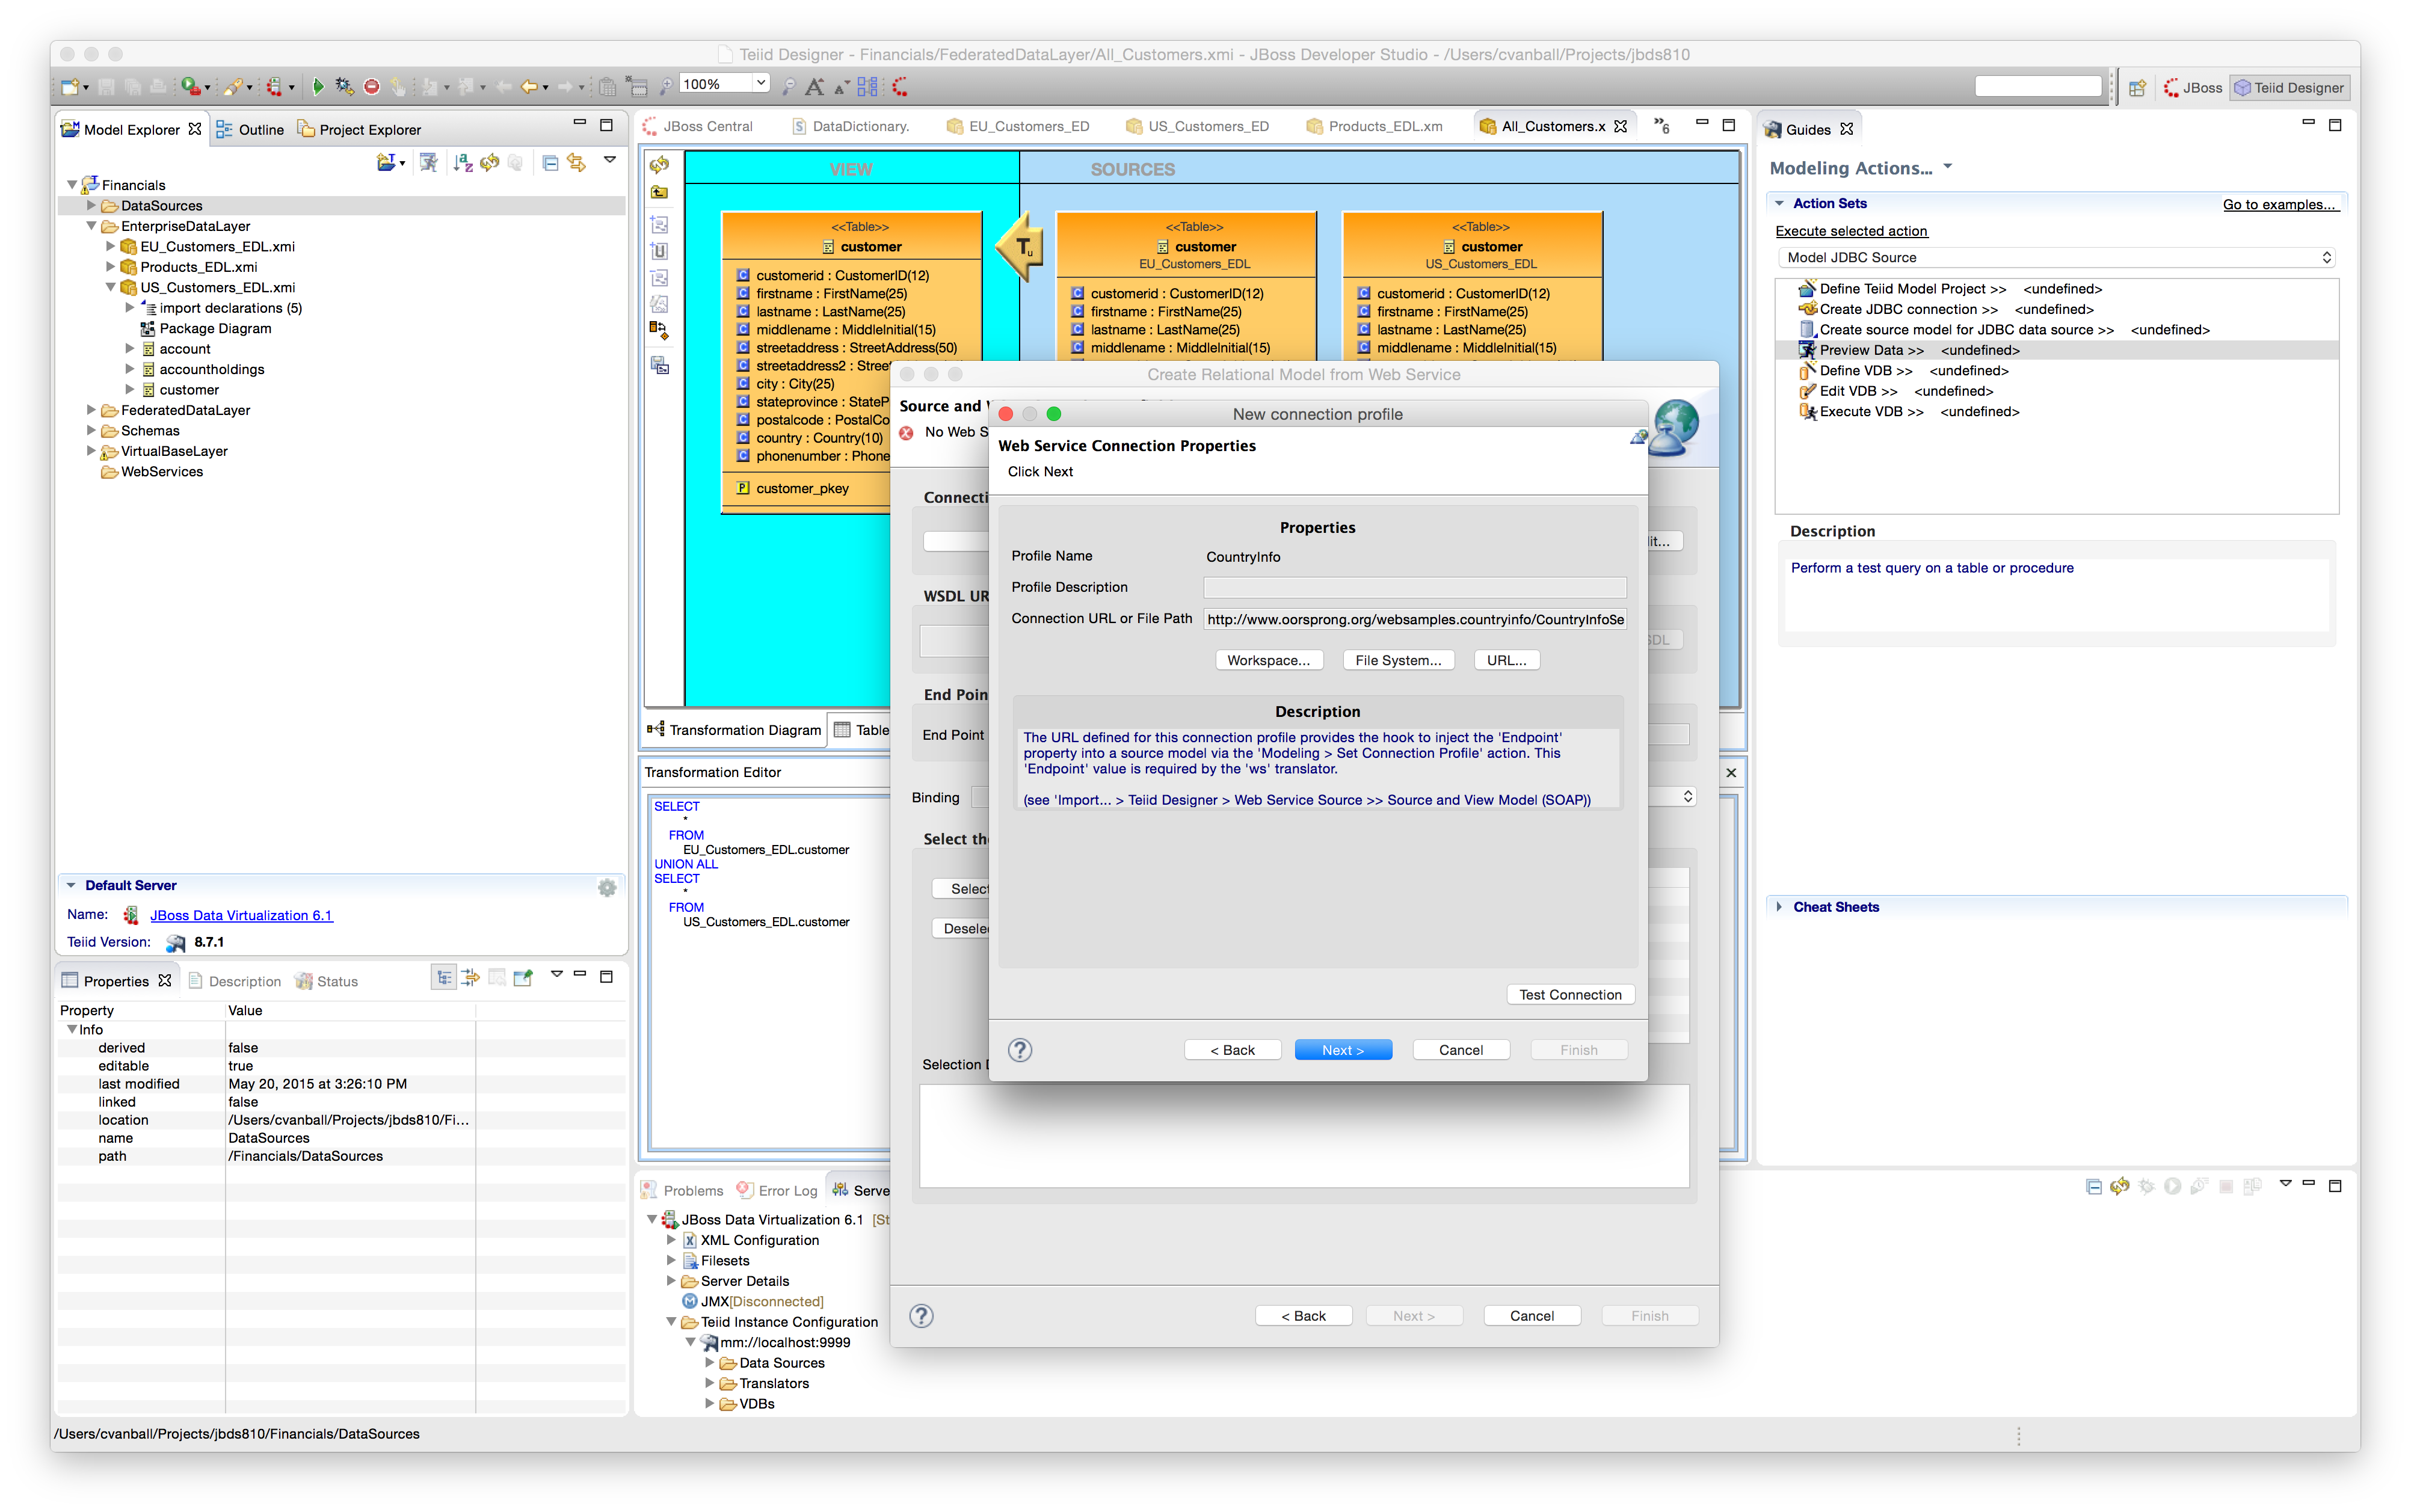 Teiid Designer - Financials/FederatedDataLayer/All_Customers.xmi - JBoss Developer Studio - /Users/cvanball/Projects/jbds810
100%
JBoss
Teiid Designer
Model Explorer
Outline
Project Explorer
Financials
DataSources
EnterpriseDataLayer
EU_Customers_EDL.xmi
Products_EDL.xmi
US_Customers_EDL.xmi
import declarations (5)
Package Diagram
account
accountholdings
customer
FederatedDataLayer
Schemas
VirtualBaseLayer
WebServices
Default Server
Name: JBoss Data Virtualization 6.1
Teiid Version: 8.7.1
Properties
Description
Status
Property Value
Info
derived false
editable true
last modified May 20, 2015 at 3:26:10 PM
linked false
location /Users/cvanball/Projects/jbds810/Fi...
name DataSources
path /Financials/DataSources
/Users/cvanball/Projects/jbds810/Financials/DataSources
JBoss Central
DataDictionary.
EU_Customers_ED
US_Customers_ED
Products_EDL.xm
All_Customers.x
»6
VIEW
SOURCES
<<Table>>
customer
customerid : CustomerID(12)
firstname : FirstName(25)
lastname : LastName(25)
middlename : MiddleInitial(15)
streetaddress : StreetAddress(50)
streetaddress2 : Street
city : City(25)
stateprovince : StateP
postalcode : PostalCo
country : Country(10)
phonenumber : Phone
customer_pkey
Tu
<<Table>>
customer
EU_Customers_EDL
customerid : CustomerID(12)
firstname : FirstName(25)
lastname : LastName(25)
middlename : MiddleInitial(15)
<<Table>>
customer
US_Customers_EDL
customerid : CustomerID(12)
firstname : FirstName(25)
lastname : LastName(25)
middlename : MiddleInitial(15)
Transformation Diagram
Table
Transformation Editor
SELECT
*
FROM
EU_Customers_EDL.customer
UNION ALL
SELECT
*
FROM
US_Customers_EDL.customer
Create Relational Model from Web Service
Source and
No Web S
Connecti
it...
WSDL UR
SDL
End Poin
End Point
Binding
Select th
Select
Desele
Selection
< Back
Next >
Cancel
Finish
New connection profile
Web Service Connection Properties
Click Next
Properties
Profile Name CountryInfo
Profile Description
Connection URL or File Path http://www.oorsprong.org/websamples.countryinfo/CountryInfoSe
Workspace...
File System...
URL...
Description
The URL defined for this connection profile provides the hook to inject the 'Endpoint'
property into a source model via the 'Modeling > Set Connection Profile' action. This
'Endpoint' value is required by the 'ws' translator.
(see 'Import... > Teiid Designer > Web Service Source >> Source and View Model (SOAP))
Test Connection
< Back
Next >
Cancel
Finish
Problems
Error Log
Serve
JBoss Data Virtualization 6.1 [St
XML Configuration
Filesets
Server Details
JMX[Disconnected]
Teiid Instance Configuration
mm://localhost:9999
Data Sources
Translators
VDBs
Guides
Modeling Actions...
Action Sets
Go to examples...
Execute selected action
Model JDBC Source
Define Teiid Model Project >> <undefined>
Create JDBC connection >> <undefined>
Create source model for JDBC data source >> <undefined>
Preview Data >> <undefined>
Define VDB >> <undefined>
Edit VDB >> <undefined>
Execute VDB >> <undefined>
Description
Perform a test query on a table or procedure
Cheat Sheets